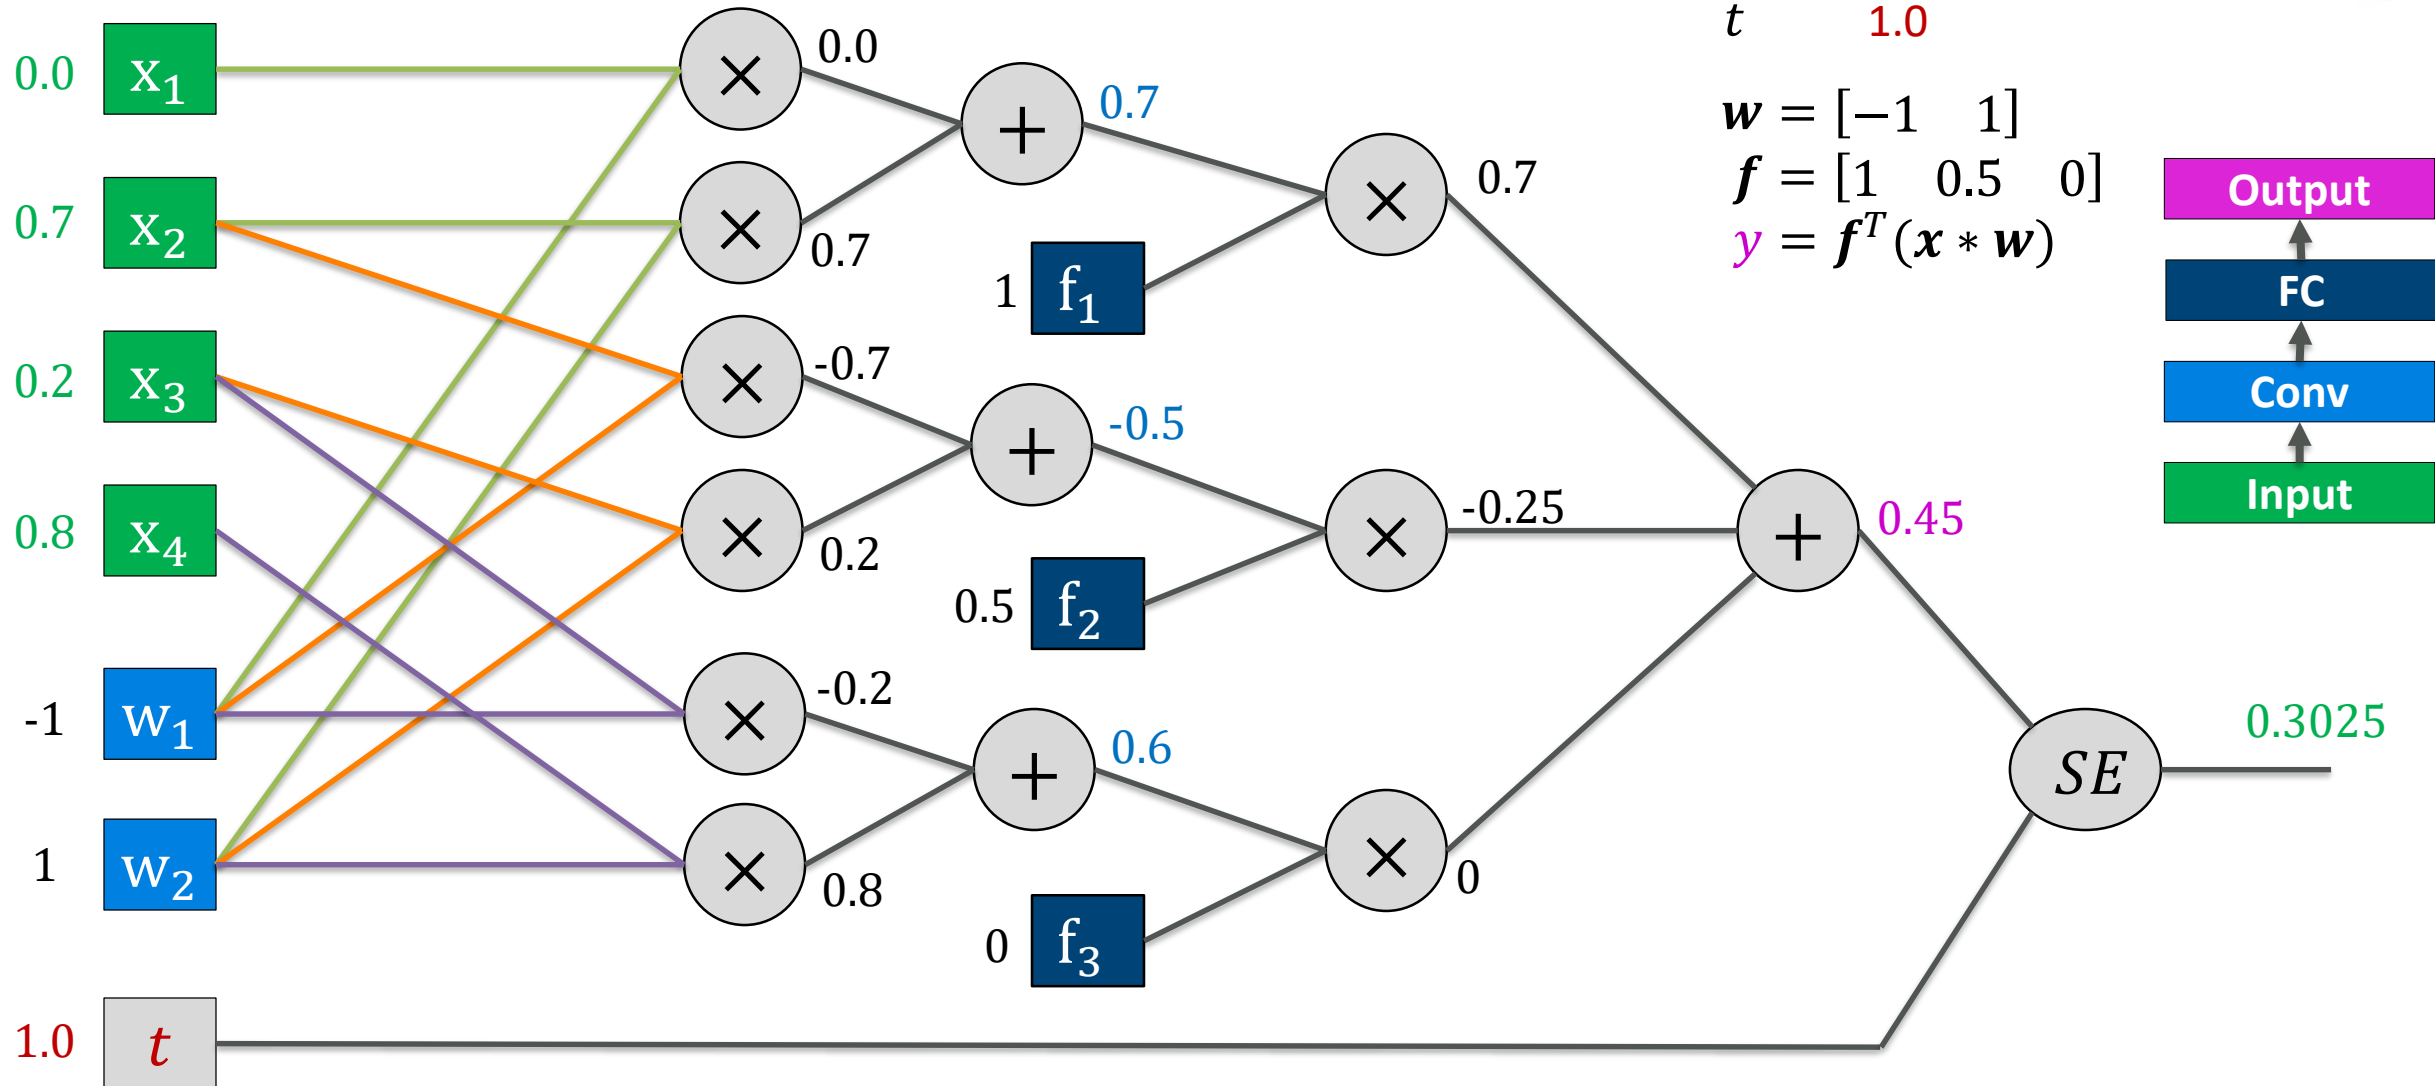 t 1.0
w = [−1 1]
f = [1 0.5 0]
y = f^T(x * w)
Output
FC
Conv
Input
0.0 x₁
0.7 x₂
0.2 x₃
0.8 x₄
-1 w₁
1 w₂
1.0 t
× 0.0
× 0.7
× -0.7
× 0.2
× -0.2
× 0.8
+ 0.7
1 f₁
+ -0.5
0.5 f₂
+ 0.6
0 f₃
× 0.7
× -0.25
× 0
+ 0.45
SE 0.3025